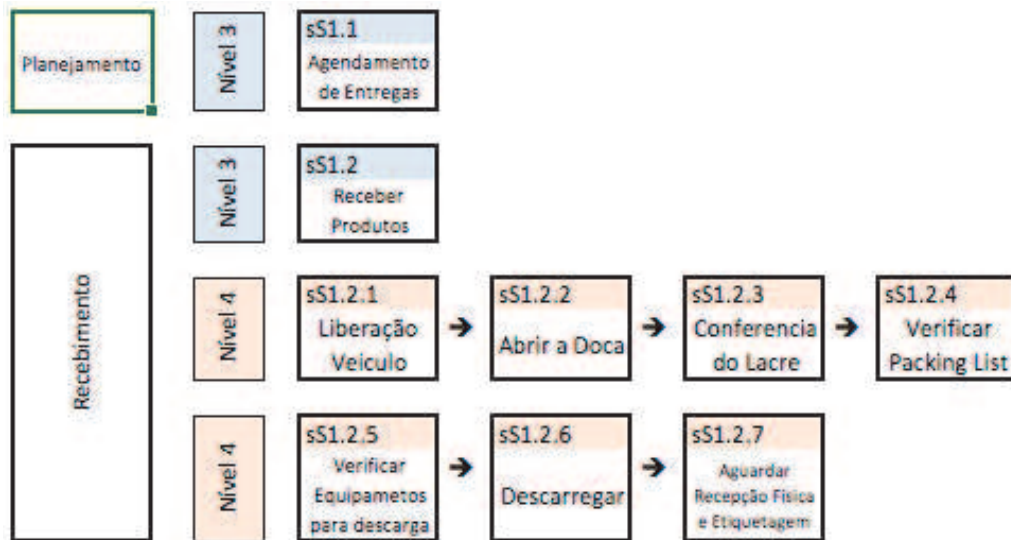 Planejamento
Nível 3
sS1.1
Agendamento
de Entregas
Recebimento
Nível 3
sS1.2
Receber
Produtos
Nível 4
sS1.2.1
Liberação
Veiculo
sS1.2.2
Abrir a Doca
sS1.2.3
Conferencia
do Lacre
sS1.2.4
Verificar
Packing List
Nível 4
sS1.2.5
Verificar
Equipametos
para descarga
sS1.2.6
Descarregar
sS1.2.7
Aguardar
Recepção Física
e Etiquetagem